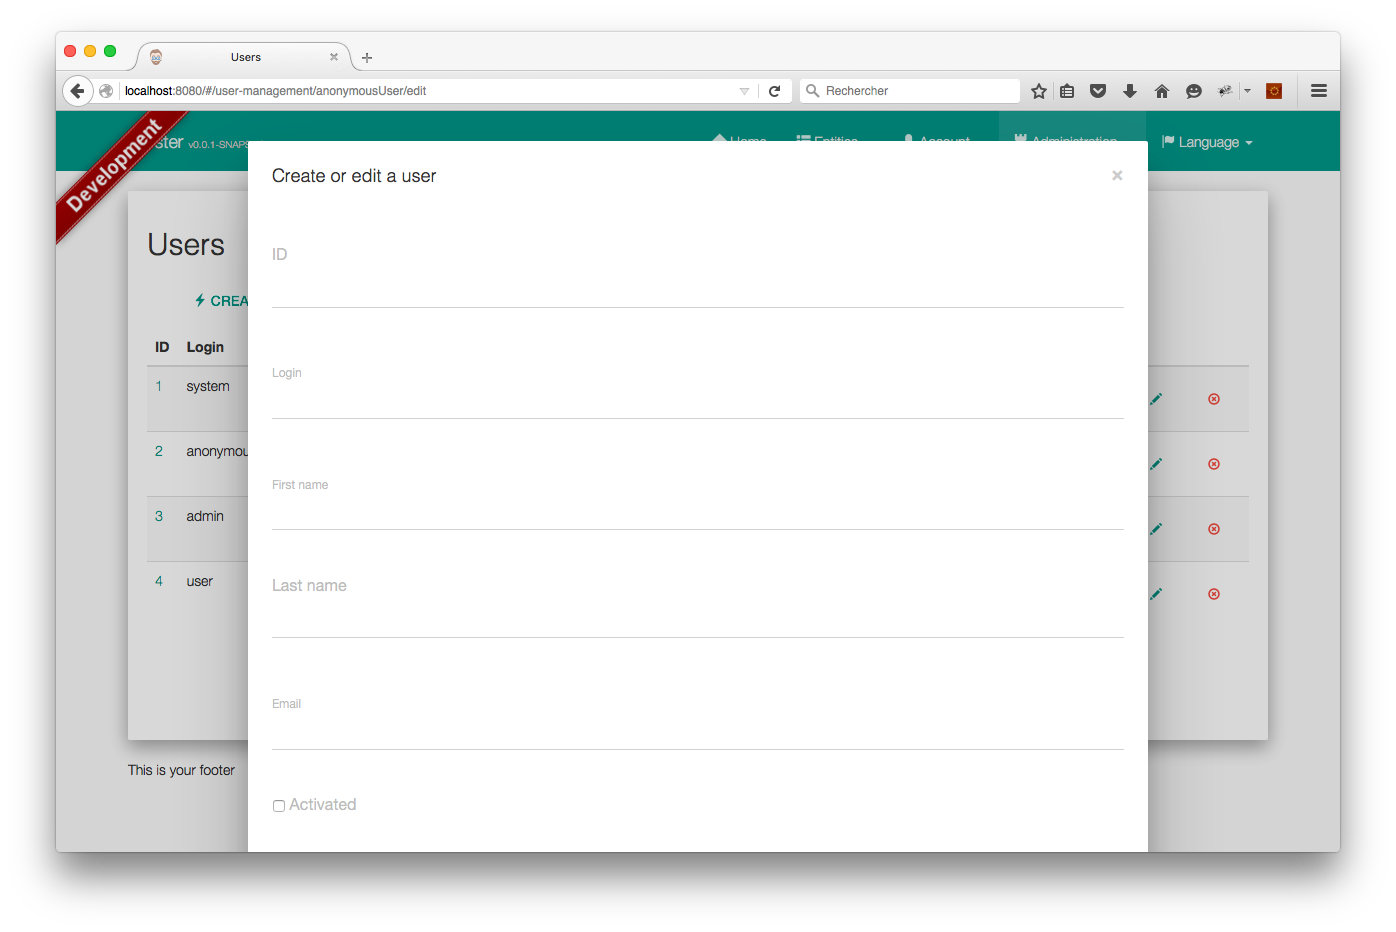 Users
localhost:8080/#/user-management/anonymousUser/edit
Rechercher
Development
v0.0.1-SNAPS
Home
Entities
Account
Administration
Language
Create or edit a user
×
Users
CREA
ID Login
1 system
2 anonymou
3 admin
4 user
ID
Login
First name
Last name
Email
Activated
This is your footer